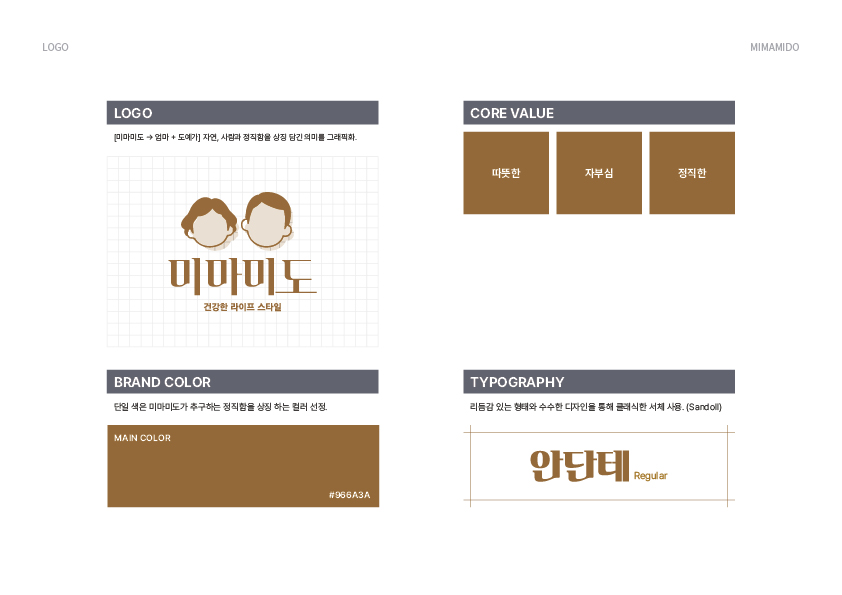 LOGO
MIMAMIDO
LOGO
[미마미도 → 엄마 + 도예가] 자연, 사람과 정직함을 상징 담긴 의미를 그래픽화.
미마미도
건강한 라이프 스타일
CORE VALUE
따뜻한
자부심
정직한
BRAND COLOR
단일 색은 미마미도가 추구하는 정직함을 상징 하는 컬러 선정.
MAIN COLOR
#966A3A
TYPOGRAPHY
리듬감 있는 형태와 수수한 디자인을 통해 클래식한 서체 사용. (Sandoll)
안단테 Regular